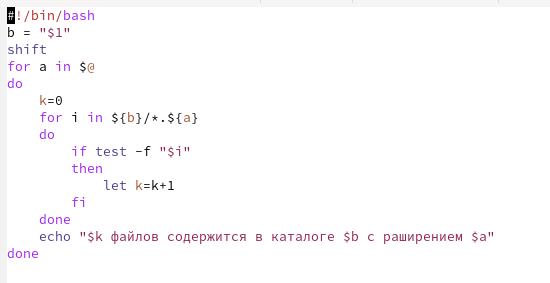 #!/bin/bash
b = "$1"
shift
for a in $@
do
    k=0
    for i in ${b}/*.${a}
    do
        if test -f "$i"
        then
            let k=k+1
        fi
    done
    echo "$k файлов содержится в каталоге $b с раширением $a"
done